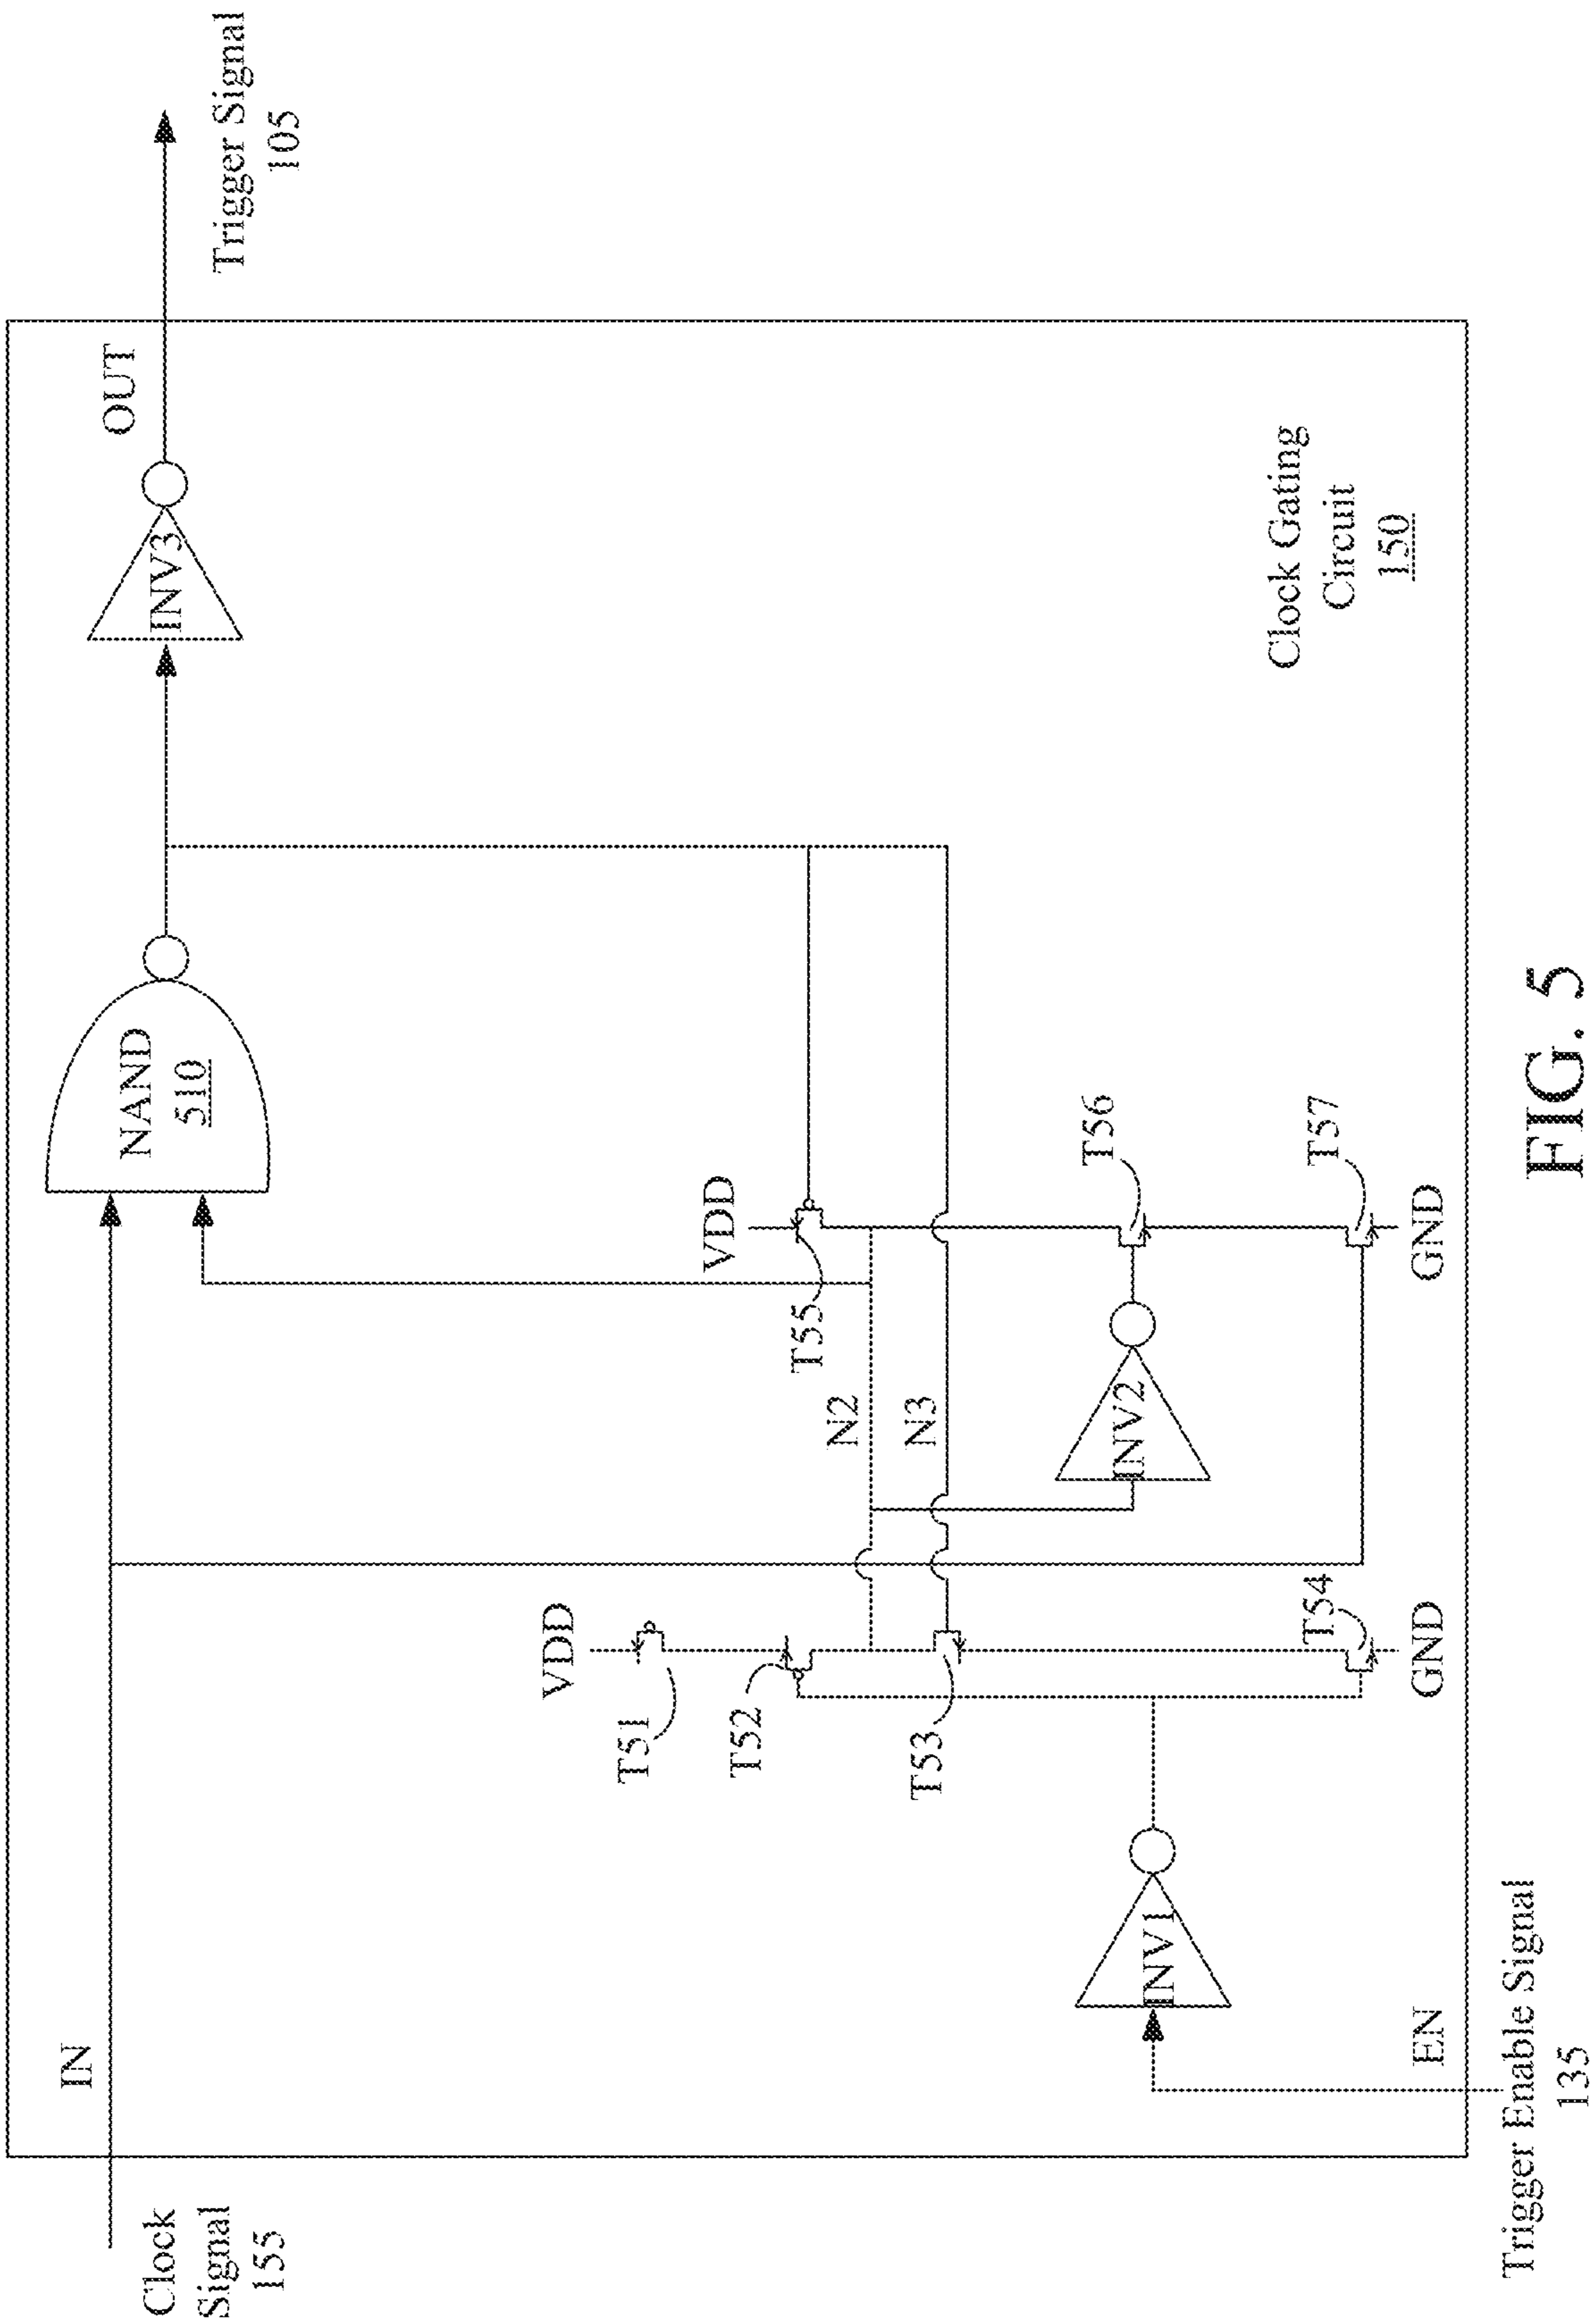 Clock
Signal
155
IN
NAND
510
INV3
OUT
Trigger Signal
105
VDD
T51
T52
T53
T54
GND
VDD
T55
N2
N3
INV2
T56
T57
GND
INV1
EN
Trigger Enable Signal
135
Clock Gating
Circuit
150
FIG. 5